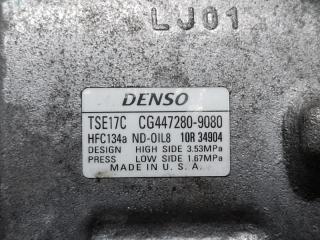 LJ01
DENSO
TSE17C CG447280-9080
HFC134a ND-OIL8 10R 34904
DESIGN HIGH SIDE 3.53MPa
PRESS LOW SIDE 1.67MPa
MADE IN U. S. A.